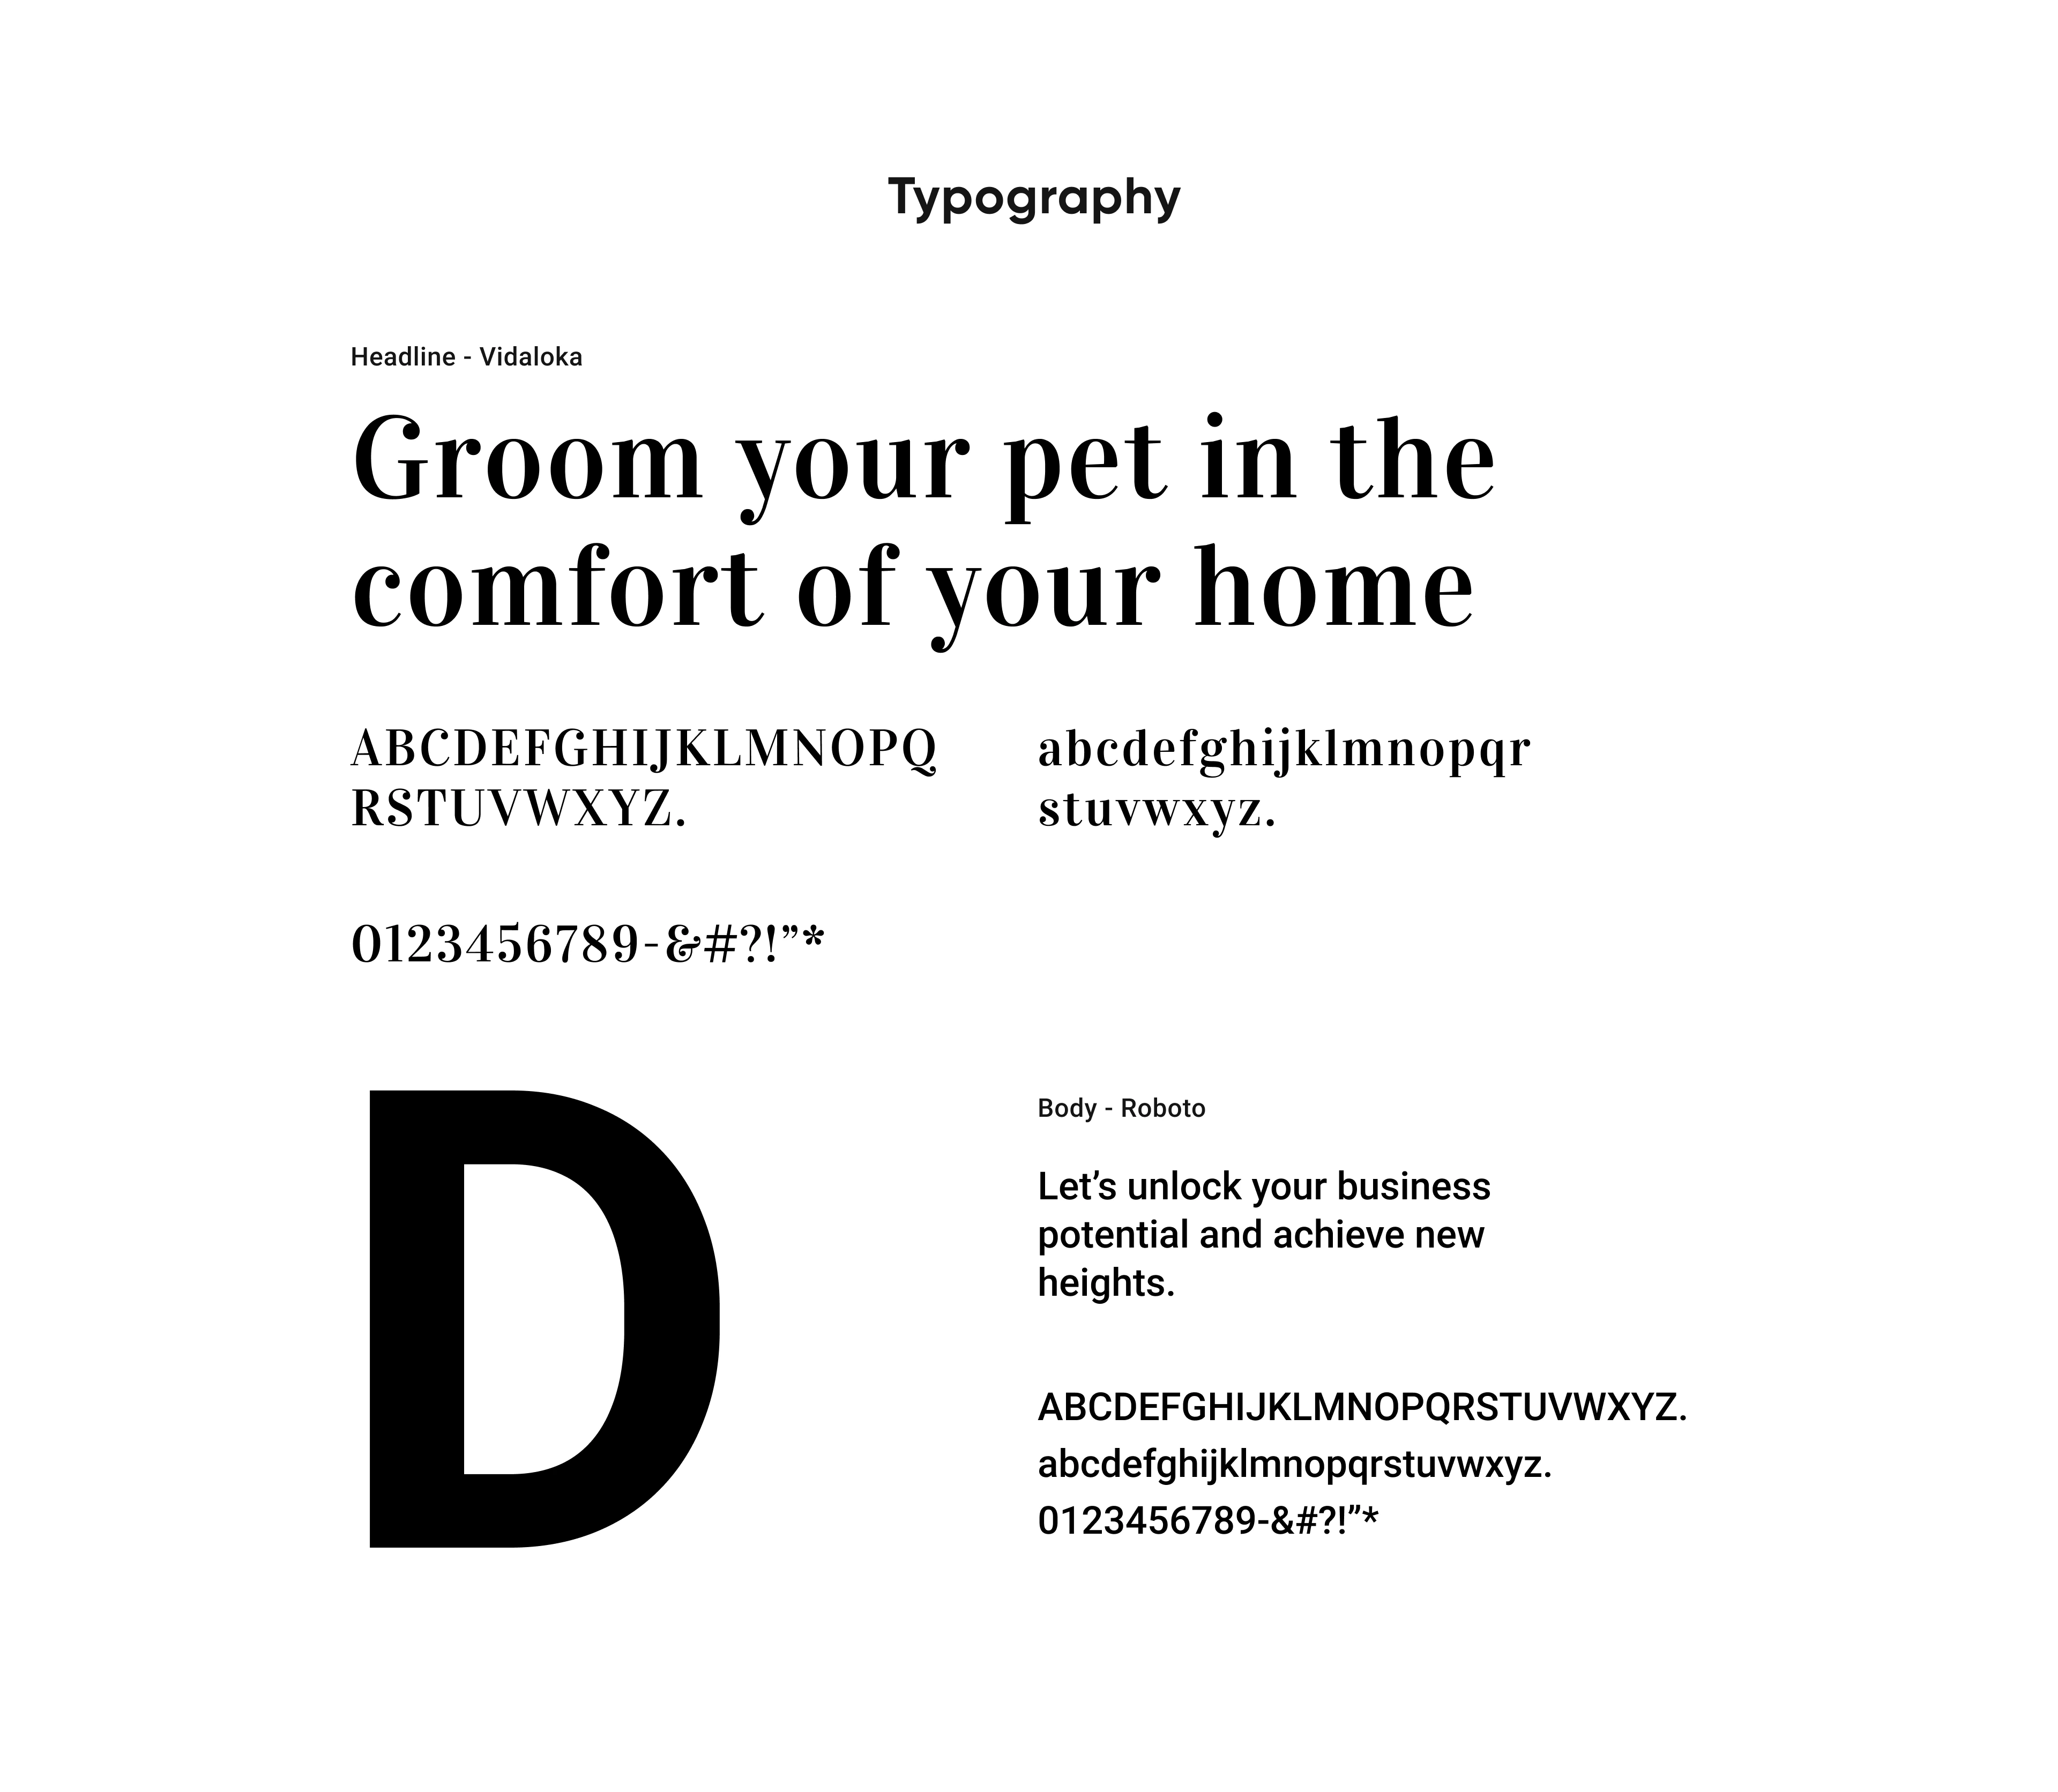 Typography
Headline - Vidaloka
Groom your pet in the
comfort of your home
ABCDEFGHIJKLMNOPQ
RSTUVWXYZ.
abcdefghijklmnopqr
stuvwxyz.
0123456789-&#?!”*
D
Body - Roboto
Let’s unlock your business
potential and achieve new
heights.
ABCDEFGHIJKLMNOPQRSTUVWXYZ.
abcdefghijklmnopqrstuvwxyz.
0123456789-&#?!”*